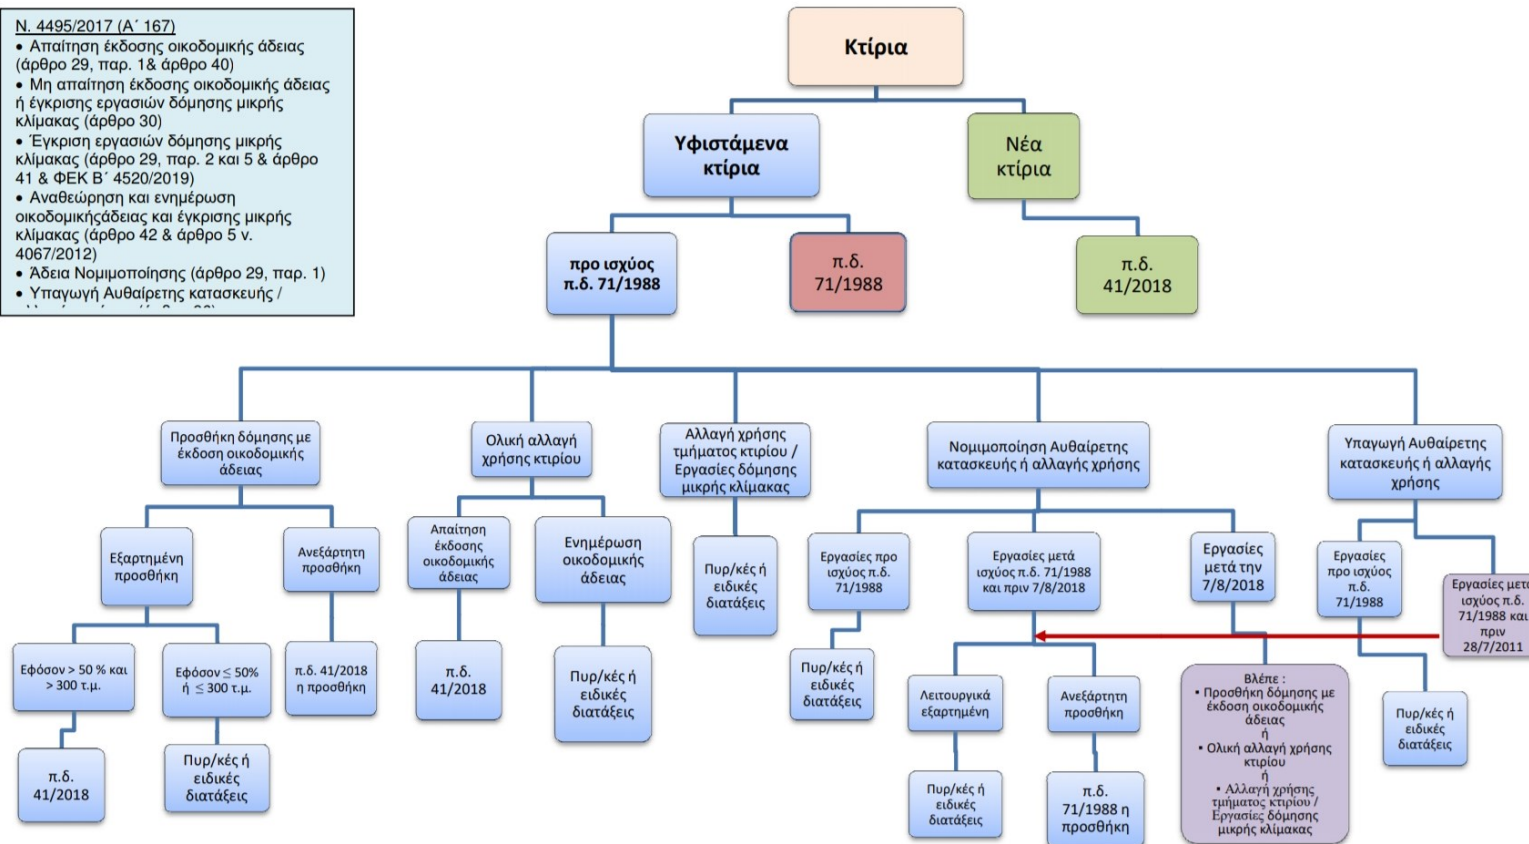 Ν. 4495/2017 (Α΄ 167)
• Απαίτηση έκδοσης οικοδομικής άδειας
(άρθρο 29, παρ. 1& άρθρο 40)
• Μη απαίτηση έκδοσης οικοδομικής άδειας
ή έγκρισης εργασιών δόμησης μικρής
κλίμακας (άρθρο 30)
• Έγκριση εργασιών δόμησης μικρής
κλίμακας (άρθρο 29, παρ. 2 και 5 & άρθρο
41 & ΦΕΚ Β΄ 4520/2019)
• Αναθεώρηση και ενημέρωση
οικοδομικήςάδειας και έγκρισης μικρής
κλίμακας (άρθρο 42 & άρθρο 5 ν.
4067/2012)
• Άδεια Νομιμοποίησης (άρθρο 29, παρ. 1)
• Υπαγωγή Αυθαίρετης κατασκευής /
Κτίρια
Υφιστάμενα
κτίρια
Νέα
κτίρια
προ ισχύος
π.δ. 71/1988
π.δ.
71/1988
π.δ.
41/2018
Προσθήκη δόμησης με
έκδοση οικοδομικής
άδειας
Ολική αλλαγή
χρήσης κτιρίου
Αλλαγή χρήσης
τμήματος κτιρίου /
Εργασίες δόμησης
μικρής κλίμακας
Νομιμοποίηση Αυθαίρετης
κατασκευής ή αλλαγής χρήσης
Υπαγωγή Αυθαίρετης
κατασκευής ή αλλαγής
χρήσης
Εξαρτημένη
προσθήκη
Ανεξάρτητη
προσθήκη
Απαίτηση
έκδοσης
οικοδομικής
άδειας
Ενημέρωση
οικοδομικής
άδειας
Πυρ/κές ή
ειδικές
διατάξεις
Εργασίες προ
ισχύος π.δ.
71/1988
Εργασίες μετά
ισχύος π.δ. 71/1988
και πριν 7/8/2018
Εργασίες
μετά την
7/8/2018
Εργασίες
προ ισχύος
π.δ.
71/1988
Εργασίες μετά
ισχύος π.δ.
71/1988 και
πριν
28/7/2011
Εφόσον > 50 % και
> 300 τ.μ.
Εφόσον ≤ 50%
ή ≤ 300 τ.μ.
π.δ. 41/2018
η προσθήκη
π.δ.
41/2018
Πυρ/κές ή
ειδικές
διατάξεις
Πυρ/κές ή
ειδικές
διατάξεις
Λειτουργικά
εξαρτημένη
Ανεξάρτητη
προσθήκη
Βλέπε :
▪ Προσθήκη δόμησης με
έκδοση οικοδομικής
άδειας
ή
▪ Ολική αλλαγή χρήσης
κτιρίου
ή
▪ Αλλαγή χρήσης
τμήματος κτιρίου /
Εργασίες δόμησης
μικρής κλίμακας
Πυρ/κές ή
ειδικές
διατάξεις
π.δ.
41/2018
Πυρ/κές ή
ειδικές
διατάξεις
Πυρ/κές ή
ειδικές
διατάξεις
π.δ.
71/1988 η
προσθήκη